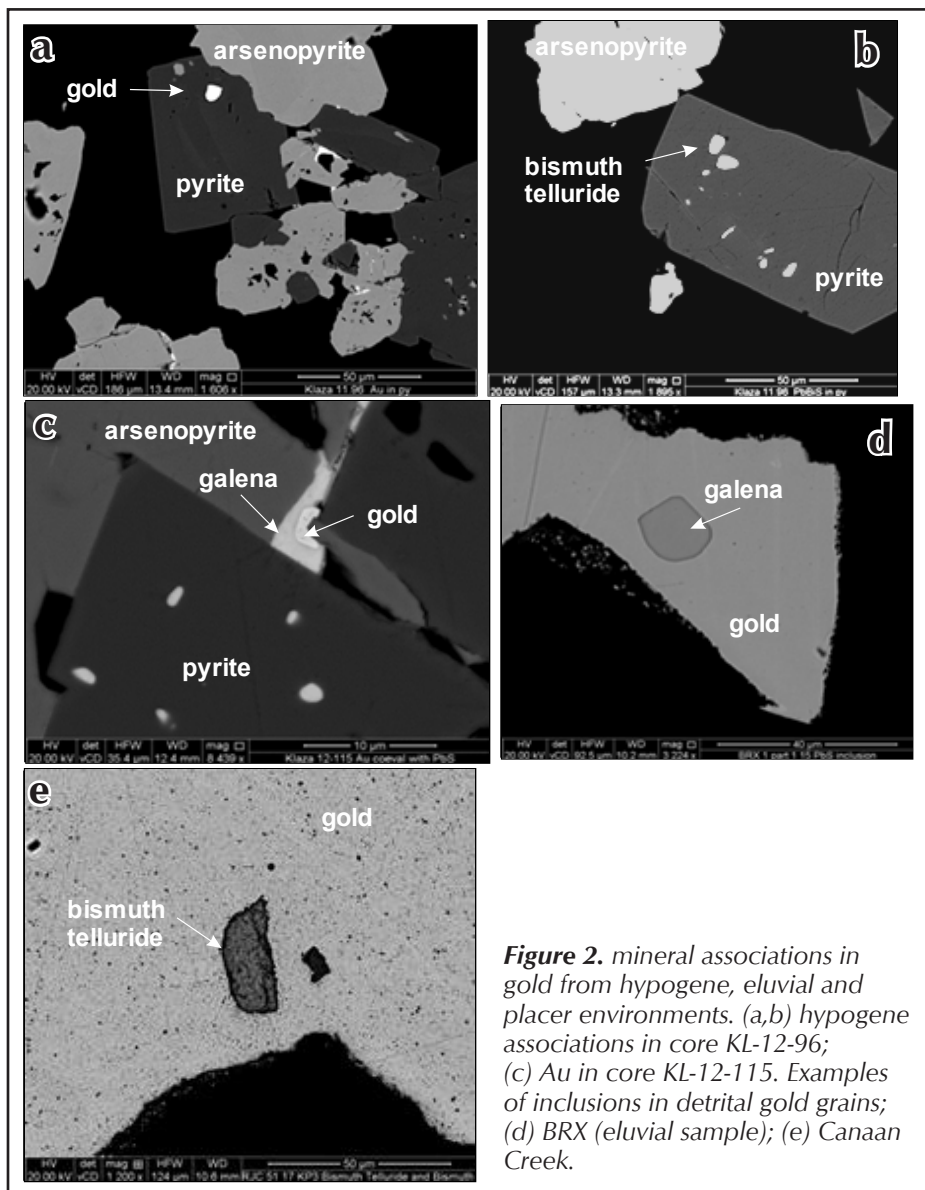 a
arsenopyrite
gold
pyrite
HV det HFW WD mag 50 µm
20.00 kV vCD 186 µm 13.4 mm 1 606 x Klaza 11 96 Au in py
b
arsenopyrite
bismuth
telluride
pyrite
HV det HFW WD mag 50 µm
20.00 kV vCD 157 µm 13.3 mm 1 895 x Klaza 11 96 PbBiS in py
c
arsenopyrite
galena
gold
pyrite
HV det HFW WD mag 10 µm
20.00 kV vCD 35.4 µm 12.4 mm 8 439 x Klaza 12-115 Au coeval with PbS
d
galena
gold
HV det HFW WD mag 40 µm
20.00 kV vCD 92.5 µm 10.2 mm 3 224 x BRX 1 part 1 15 PbS inclusion
e
gold
bismuth
telluride
HV det mag HFW WD 50 µm
20.00 kV vCD 1 200 x 124 µm 10.6 mm RJC 51 17 KP3 Bismuth Telluride and Bismuth
Figure 2. mineral associations in
gold from hypogene, eluvial and
placer environments. (a,b) hypogene
associations in core KL-12-96;
(c) Au in core KL-12-115. Examples
of inclusions in detrital gold grains;
(d) BRX (eluvial sample); (e) Canaan
Creek.